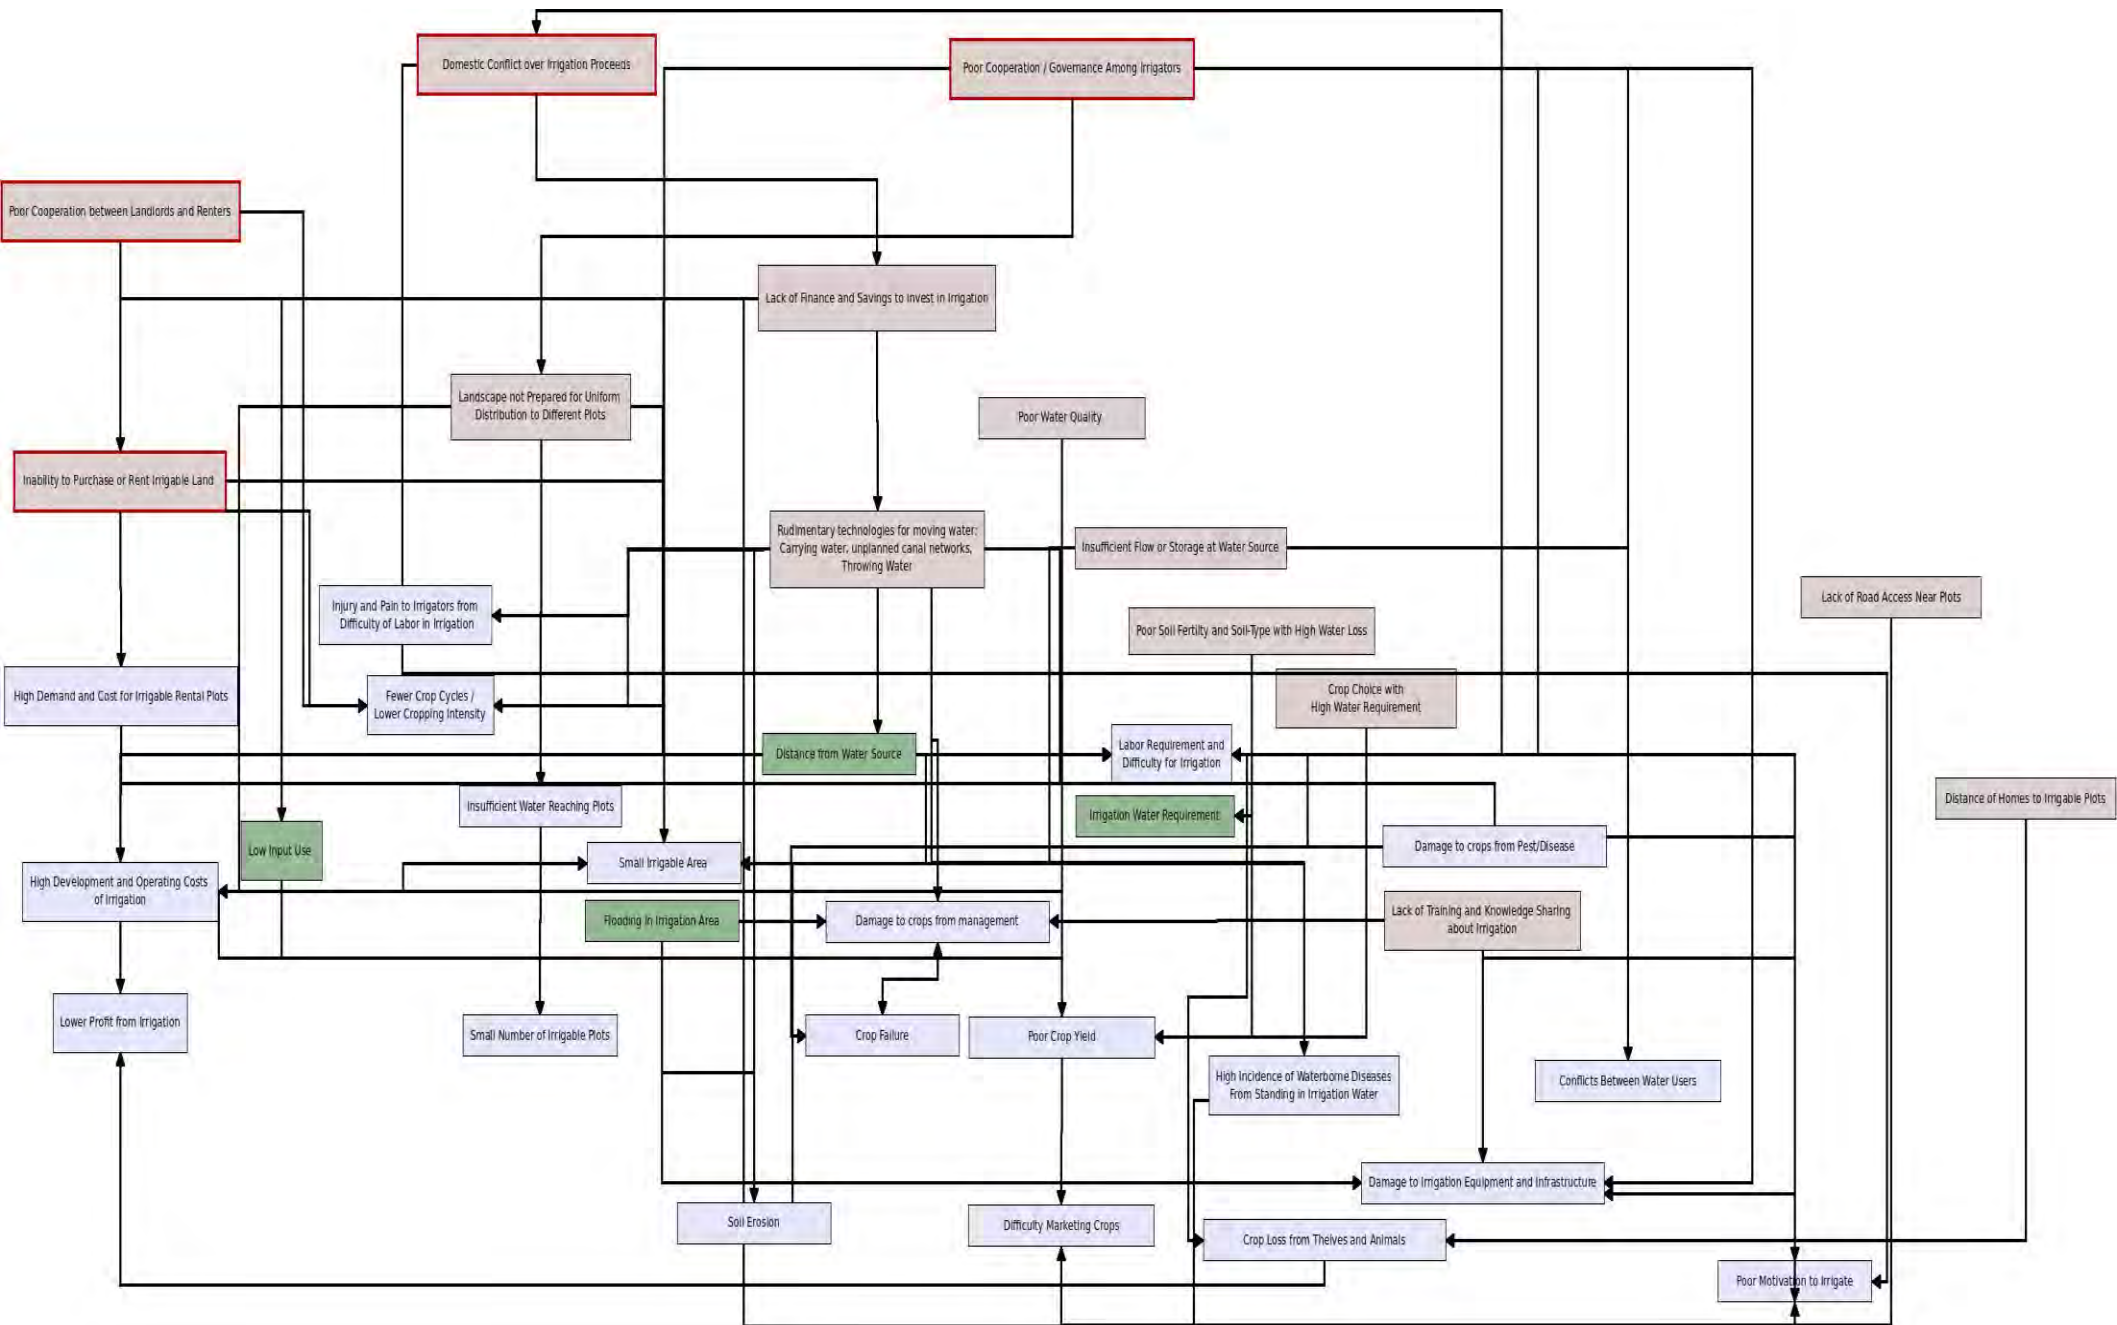 Domestic Conflict over Irrigation Proceeds
Poor Cooperation / Governance Among Irrigators
Poor Cooperation between Landlords and Renters
Lack of Finance and Savings to Invest in Irrigation
Landscape not Prepared for Uniform
Distribution to Different Plots
Poor Water Quality
Inability to Purchase or Rent Irrigable Land
Rudimentary technologies for moving water:
Carrying water, unplanned canal networks,
Throwing Water
Insufficient Flow or Storage at Water Source
Lack of Road Access Near Plots
Injury and Pain to Irrigators from
Difficulty of Labor in Irrigation
Poor Soil Fertilty and Soil-Type with High Water Loss
High Demand and Cost for Irrigable Rental Plots
Fewer Crop Cycles /
Lower Cropping Intensity
Crop Choice with
High Water Requirement
Distance from Water Source
Labor Requirement and
Difficulty for Irrigation
Insufficient Water Reaching Plots
Irrigation Water Requirement
Distance of Homes to Irrigable Plots
Low Input Use
Small Irrigable Area
Damage to crops from Pest/Disease
High Development and Operating Costs
of Irrigation
Flooding in Irrigation Area
Damage to crops from management
Lack of Training and Knowledge Sharing
about Irrigation
Lower Profit from Irrigation
Small Number of Irrigable Plots
Crop Failure
Poor Crop Yield
High Incidence of Waterborne Diseases
From Standing in Irrigation Water
Conflicts Between Water Users
Damage to Irrigation Equipment and Infrastructure
Soil Erosion
Difficulty Marketing Crops
Crop Loss from Theives and Animals
Poor Motivation to Irrigate